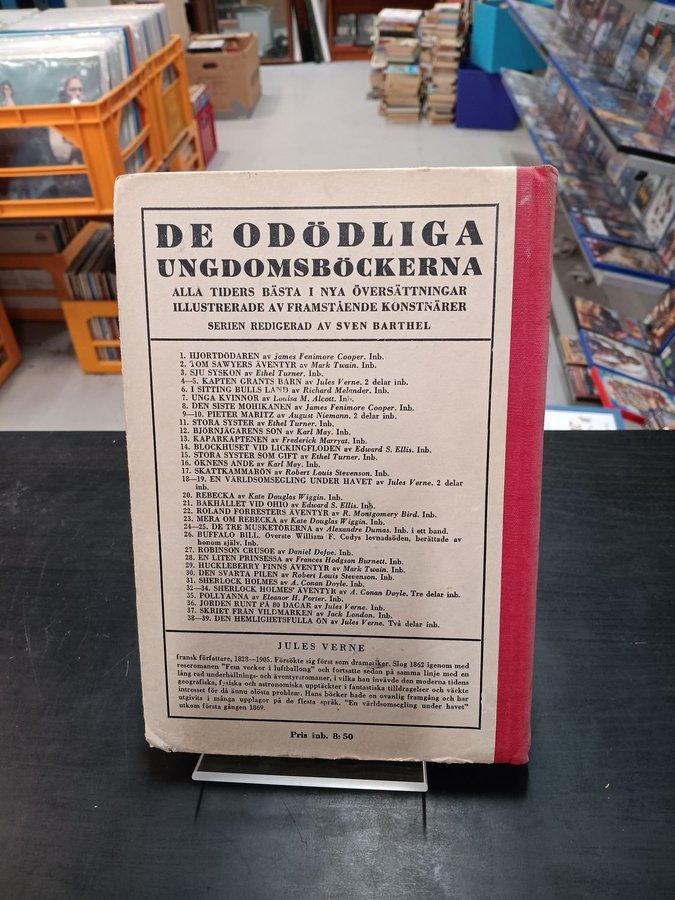 DE ODÖDLIGA
UNGDOMSBÖCKERNA
ALLA TIDERS BÄSTA I NYA ÖVERSÄTTNINGAR
ILLUSTRERADE AV FRAMSTÅENDE KONSTNÄRER
SERIEN REDIGERAD AV SVEN BARTHEL
1. HJORTDÖDAREN av James Fenimore Cooper. Inb.
2. TOM SAWYERS ÄVENTYR av Mark Twain. Inb.
3. SJU SYSKON av Ethel Turner. Inb.
4—5. KAPTEN GRANTS BARN av Jules Verne. 2 delar inb.
6. I SITTING BULLS LAND av Richard Melander. Inb.
7. UNGA KVINNOR av Louisa M. Alcott. Inb.
8. DEN SISTE MOHIKANEN av James Fenimore Cooper. Inb.
9—10. PIETER MARITZ av August Niemann. 2 delar inb.
11. STORA SYSTER av Ethel Turner. Inb.
12. BJÖRNJÄGARENS SON av Karl May. Inb.
13. KAPARKAPTENEN av Frederick Marryat. Inb.
14. BLOCKHUSET VID LICKINGFLODEN av Edward S. Ellis. Inb.
15. STORA SYSTER SOM GIFT av Ethel Turner. Inb.
16. ÖKNENS ANDE av Karl May. Inb.
17. SKATTKAMMARÖN av Robert Louis Stevenson. Inb.
18—19. EN VÄRLDSOMSEGLING UNDER HAVET av Jules Verne. 2 delar
inb.
20. REBECKA av Kate Douglas Wiggin. Inb.
21. BAKHÅLLET VID OHIO av Edward S. Ellis. Inb.
22. ROLAND FORRESTERS ÄVENTYR av R. Montgomery Bird. Inb.
23. MERA OM REBECKA av Kate Douglas Wiggin. Inb.
24—25. DE TRE MUSKETÖRERNA av Alexandre Dumas. Inb. i ett band.
26. BUFFALO BILL. Överste William F. Codys levnadsöden, berättade av
honom själv. Inb.
27. ROBINSON CRUSOE av Daniel Defoe. Inb.
28. EN LITEN PRINSESSA av Frances Hodgson Burnett. Inb.
29. HUCKLEBERRY FINNS ÄVENTYR av Mark Twain. Inb.
30. DEN SVARTA PILEN av Robert Louis Stevenson. Inb.
31. SHERLOCK HOLMES av A. Conan Doyle. Inb.
32—34. SHERLOCK HOLMES' ÄVENTYR av A. Conan Doyle. Tre delar inb.
35. POLLYANNA av Eleanor H. Porter. Inb.
36. JORDEN RUNT PÅ 80 DAGAR av Jules Verne. Inb.
37. SKRIET FRÅN VILDMARKEN av Jack London. Inb.
38—39. DEN HEMLIGHETSFULLA ÖN av Jules Verne. Två delar inb.
JULES VERNE
fransk författare, 1828—1905. Försökte sig först som dramatiker. Slog 1862 igenom med
reseromanen "Fem veckor i luftballong" och fortsatte sedan på samma linje med en
lång rad underhållnings- och äventyrsromaner, i vilka han invävde den moderna tidens
geografiska, fysiska och astronomiska upptäckter i fantastiska tilldragelser och väckte
intresset för då ännu olösta problem. Hans böcker hade en ovanlig framgång och har
utgivits i många upplagor på de flesta språk. "En världsomsegling under havet"
utkom första gången 1869.
Pris inb. 8:50